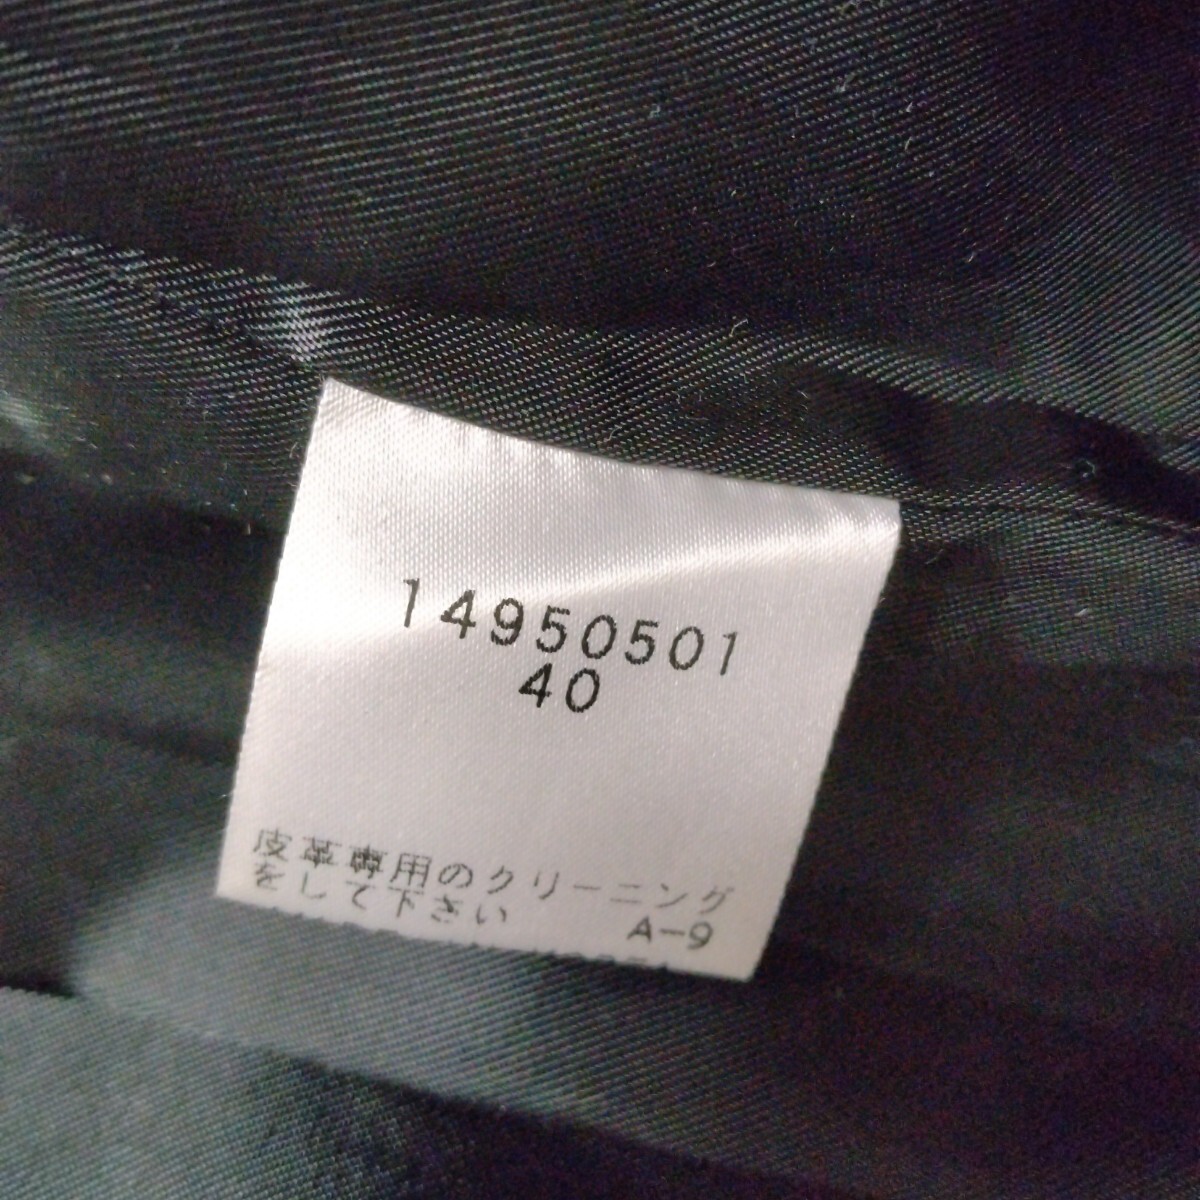 14950501
40
皮革専用のクリーニング
をして下さい
A-9